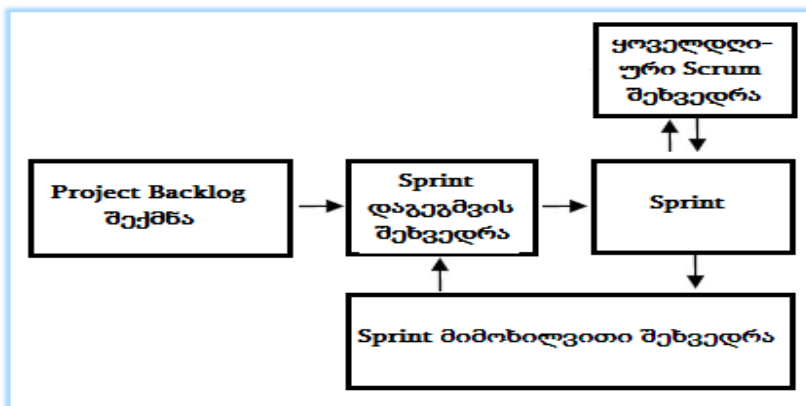 ყოველდღი-
ური Scrum
შეხვედრა
Project Backlog
შექმნა
Sprint
დაგეგმვის
შეხვედრა
Sprint
Sprint მიმოხილვითი შეხვედრა